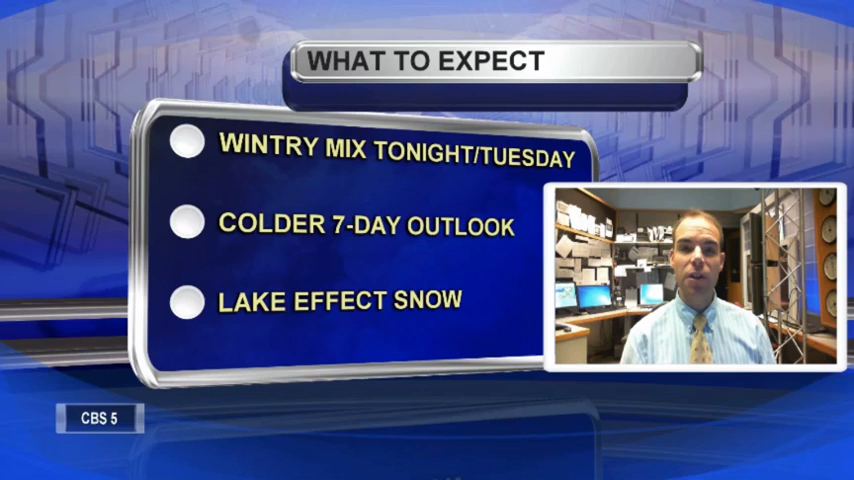 WHAT TO EXPECT
WINTRY MIX TONIGHT/TUESDAY
COLDER 7-DAY OUTLOOK
LAKE EFFECT SNOW
CBS 5